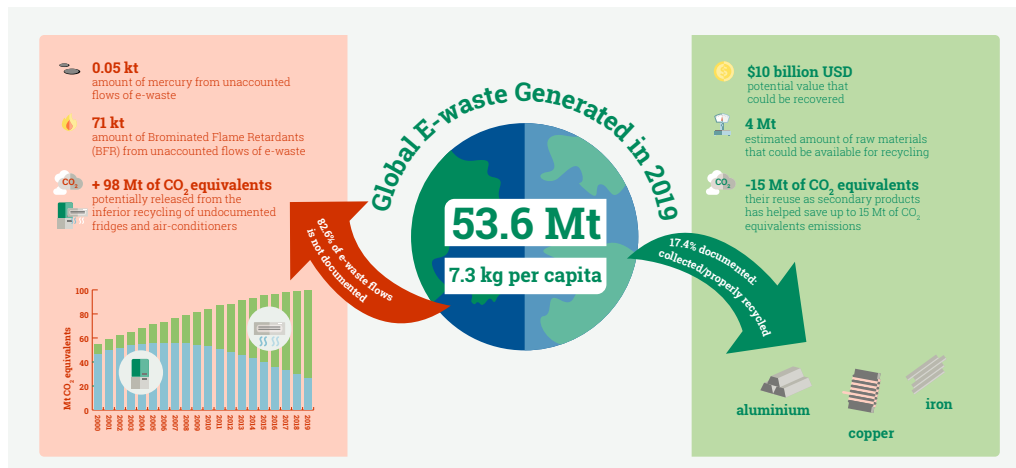 0.05 kt
amount of mercury from unaccounted
flows of e-waste
71 kt
amount of Brominated Flame Retardants
(BFR) from unaccounted flows of e-waste
CO2
+ 98 Mt of CO2 equivalents
potentially released from the
inferior recycling of undocumented
fridges and air-conditioners
82.6% of e-waste flows
is not documented
Mt CO2 equivalents
100
80
60
40
20
0
2000 2001 2002 2003 2004 2005 2006 2007 2008 2009 2010 2011 2012 2013 2014 2015 2016 2017 2018 2019
Global E-waste Generated in 2019
53.6 Mt
7.3 kg per capita
$10 billion USD
potential value that
could be recovered
4 Mt
estimated amount of raw materials
that could be available for recycling
CO2
-15 Mt of CO2 equivalents
their reuse as secondary products
has helped save up to 15 Mt of CO2
equivalents emissions
17.4% documented:
collected/properly recycled
aluminium
copper
iron